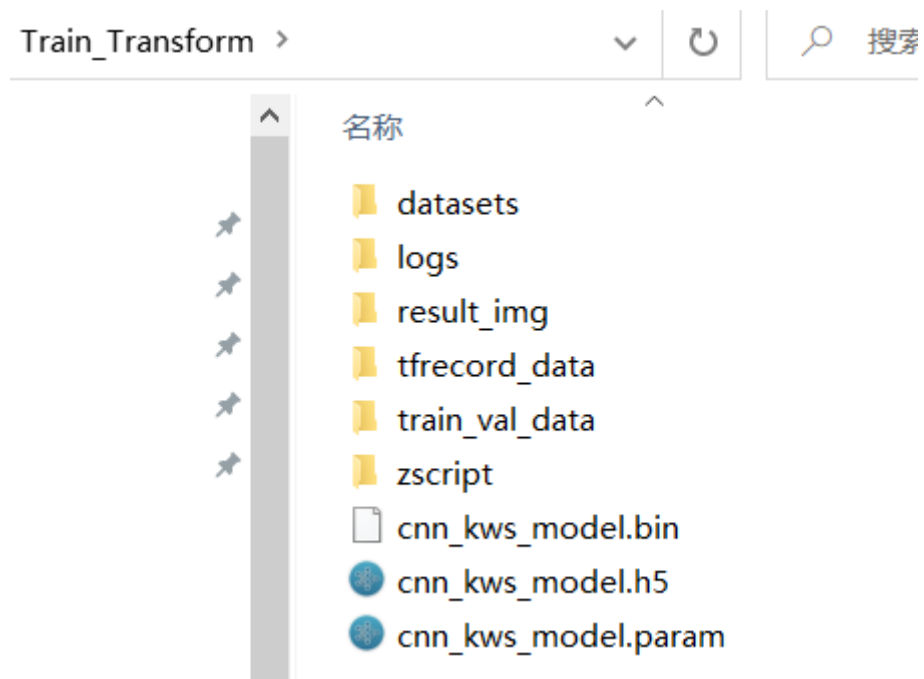 Train_Transform
搜索
名称
datasets
logs
result_img
tfrecord_data
train_val_data
zscript
cnn_kws_model.bin
cnn_kws_model.h5
cnn_kws_model.param